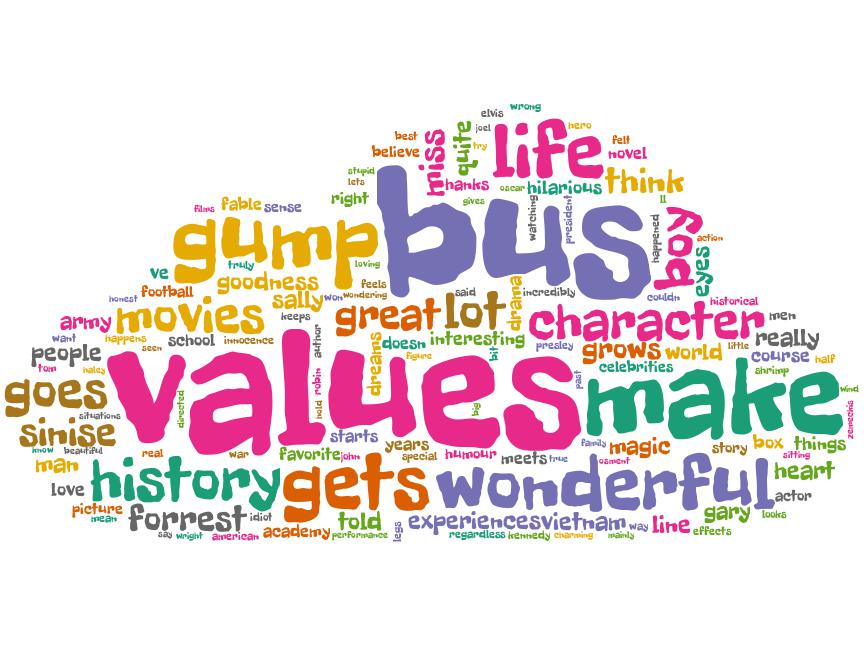 elvis wrong
best miss quite joel life hero felt
believe try novel
stupid thanks oscar hilarious think
lets right bus gives watching president ll
films fable sense gump happened boy action
ve truly loving eyes
honest football goodness feels said drama incredibly couldn historical
army movies sally won wondering great lot character men
want happens keeps author presley really
people seen school innocence dreams doesn interesting bit grows world little course half
tom haley values figure past celebrities shrimp
goes directed robin make wind
situations hold big zemeckis
sinise starts family
know beautiful real war favorite john years special humour meets true osment magic story box things
man sitting
love history gets wonderful heart
picture actor
mean forrest idiot told experiences vietnam way line gary looks
say wright american academy performance legs regardless kennedy charming mainly effects